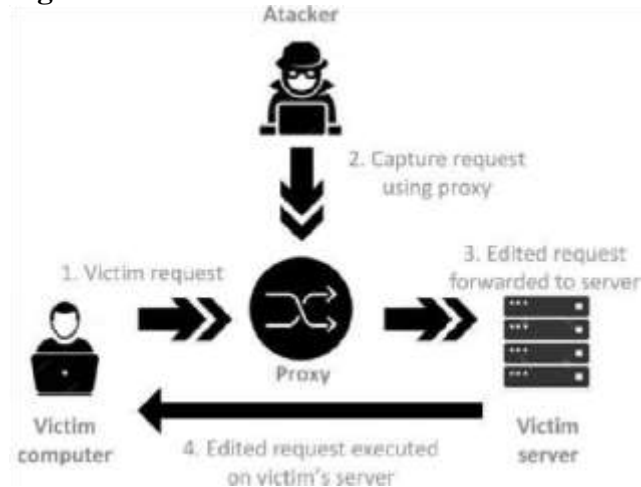 Atacker
2. Capture request
using proxy
1. Victim request
3. Edited request
forwarded to server
Proxy
Victim
computer
4. Edited request executed
on victim's server
Victim
server